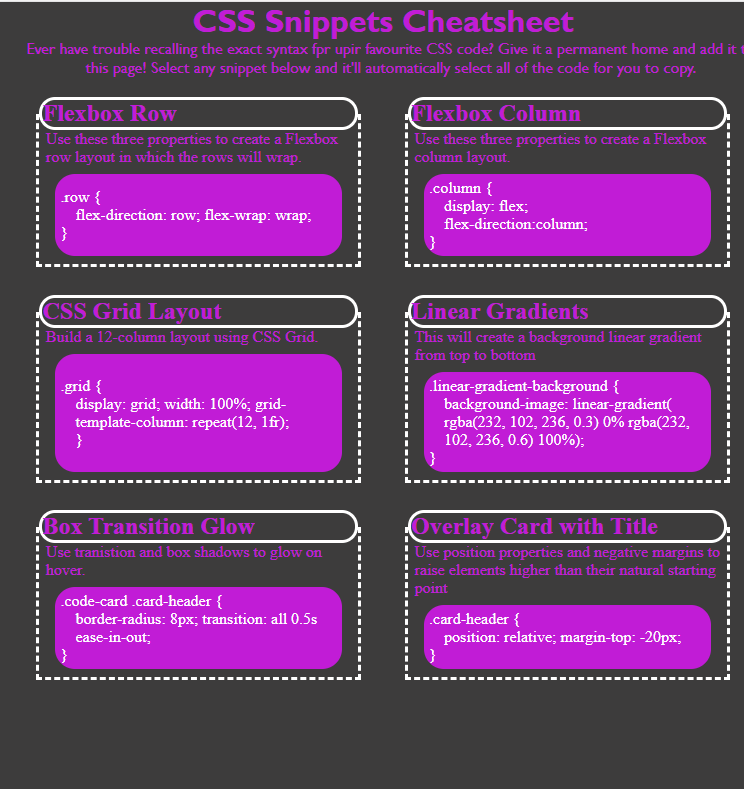 CSS Snippets Cheatsheet
Ever have trouble recalling the exact syntax fpr upir favourite CSS code? Give it a permanent home and add it t
this page! Select any snippet below and it'll automatically select all of the code for you to copy.
Flexbox Row
Use these three properties to create a Flexbox
row layout in which the rows will wrap.
.row {
flex-direction: row; flex-wrap: wrap;
}
Flexbox Column
Use these three properties to create a Flexbox
column layout.
.column {
display: flex;
flex-direction:column;
}
CSS Grid Layout
Build a 12-column layout using CSS Grid.
.grid {
display: grid; width: 100%; grid-
template-column: repeat(12, 1fr);
}
Linear Gradients
This will create a background linear gradient
from top to bottom
.linear-gradient-background {
background-image: linear-gradient(
rgba(232, 102, 236, 0.3) 0% rgba(232,
102, 236, 0.6) 100%);
}
Box Transition Glow
Use tranistion and box shadows to glow on
hover.
.code-card .card-header {
border-radius: 8px; transition: all 0.5s
ease-in-out;
}
Overlay Card with Title
Use position properties and negative margins to
raise elements higher than their natural starting
point
.card-header {
position: relative; margin-top: -20px;
}